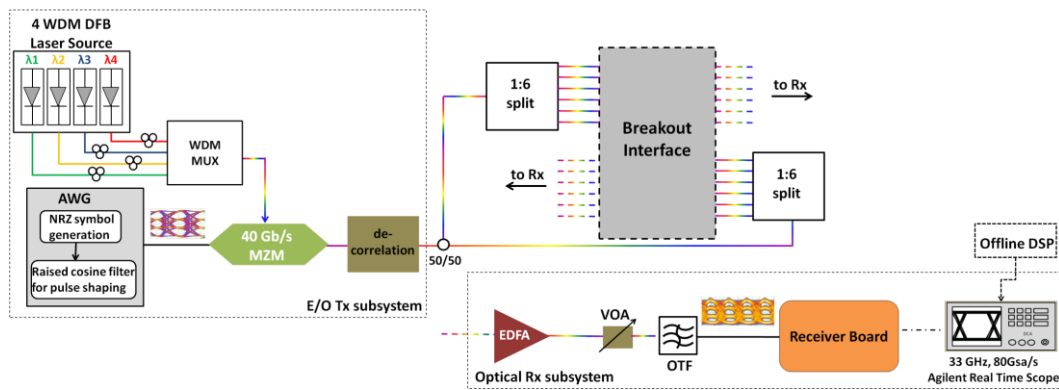 4 WDM DFB
Laser Source
λ1 λ2 λ3 λ4
WDM
MUX
AWG
NRZ symbol
generation
Raised cosine filter
for pulse shaping
40 Gb/s
MZM
de-
correlation
E/O Tx subsystem
50/50
1:6
split
Breakout
Interface
to Rx
to Rx
1:6
split
Offline DSP
EDFA
VOA
OTF
Receiver Board
33 GHz, 80Gsa/s
Agilent Real Time Scope
Optical Rx subsystem